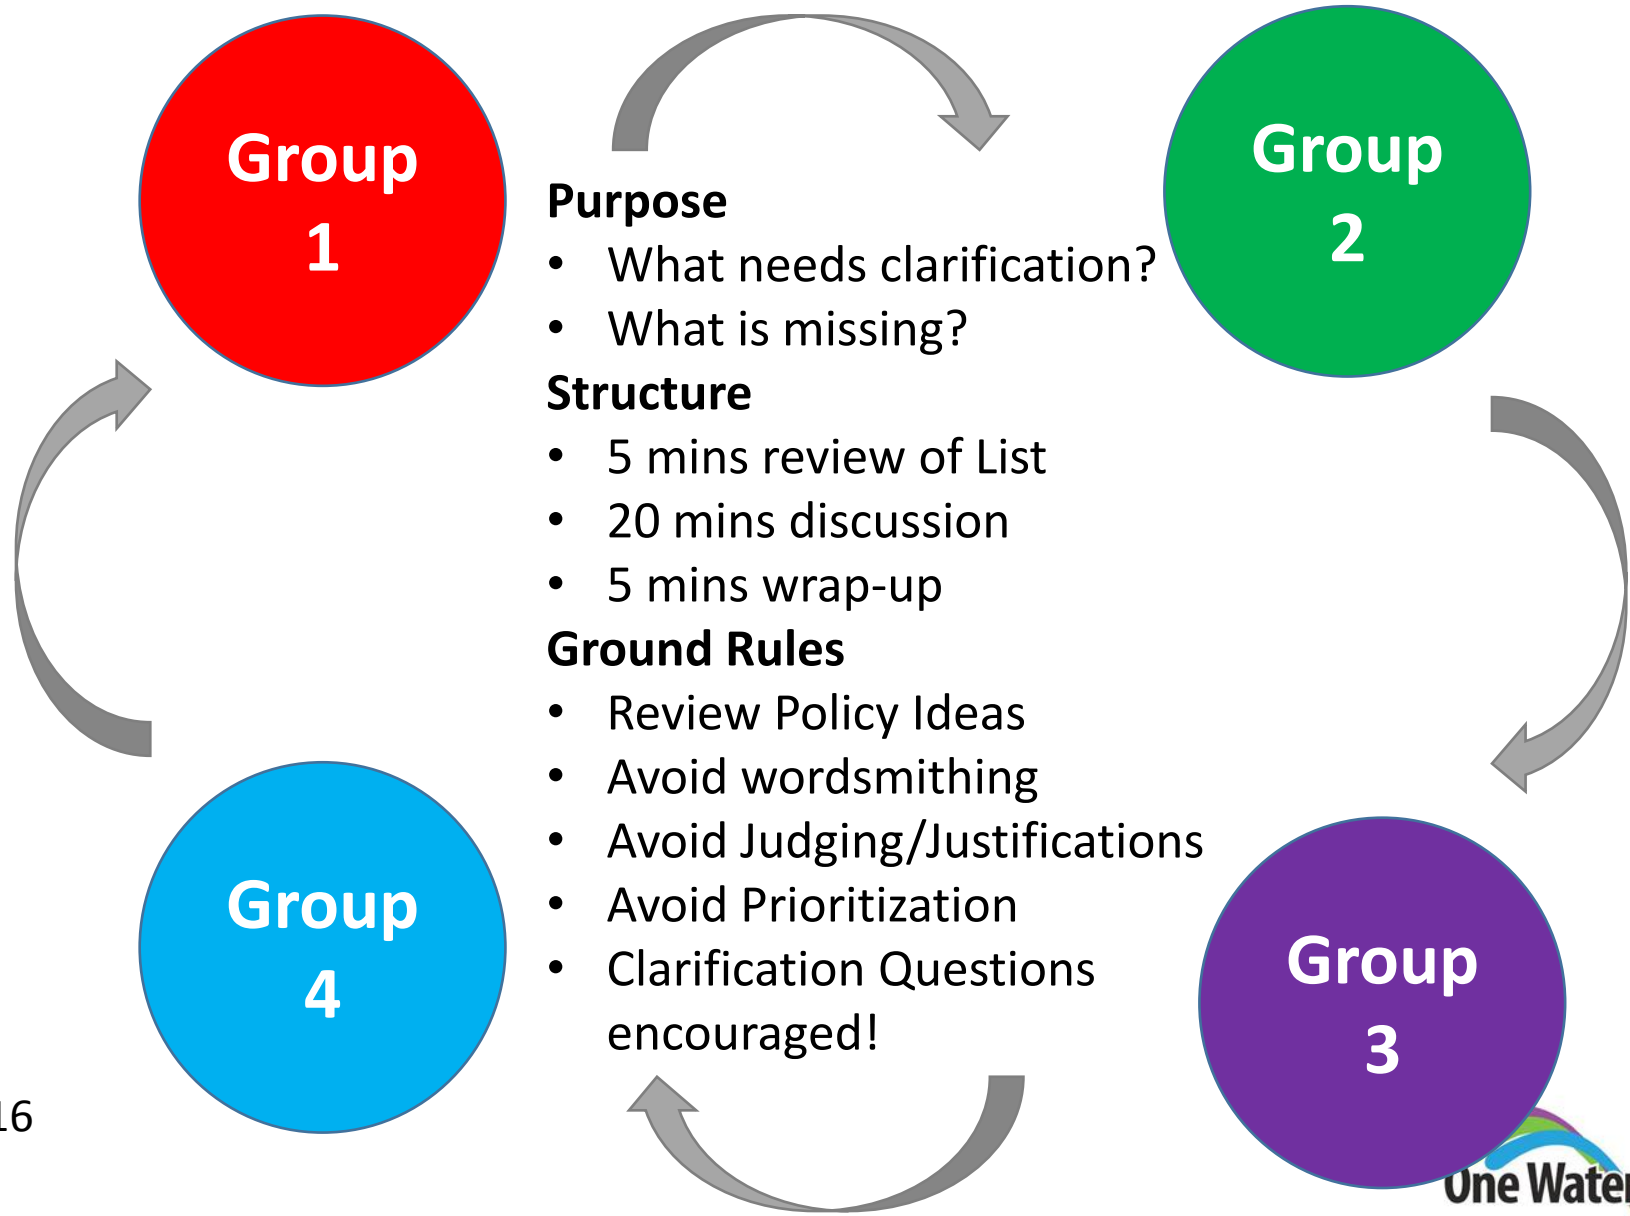 Group
1
Group
2
Purpose
• What needs clarification?
• What is missing?
Structure
• 5 mins review of List
• 20 mins discussion
• 5 mins wrap-up
Ground Rules
• Review Policy Ideas
• Avoid wordsmithing
• Avoid Judging/Justifications
• Avoid Prioritization
• Clarification Questions
encouraged!
Group
4
Group
3
16
One Water